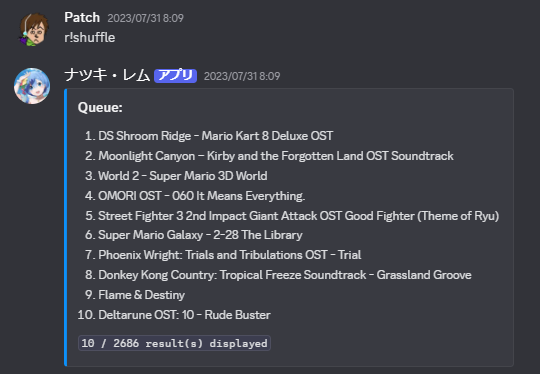 Patch 2023/07/31 8:09
r!shuffle
ナツキ・レム アプリ 2023/07/31 8:09
Queue:
1. DS Shroom Ridge - Mario Kart 8 Deluxe OST
2. Moonlight Canyon – Kirby and the Forgotten Land OST Soundtrack
3. World 2 - Super Mario 3D World
4. OMORI OST - 060 It Means Everything.
5. Street Fighter 3 2nd Impact Giant Attack OST Good Fighter (Theme of Ryu)
6. Super Mario Galaxy - 2-28 The Library
7. Phoenix Wright: Trials and Tribulations OST - Trial
8. Donkey Kong Country: Tropical Freeze Soundtrack - Grassland Groove
9. Flame & Destiny
10. Deltarune OST: 10 - Rude Buster
10 / 2686 result(s) displayed